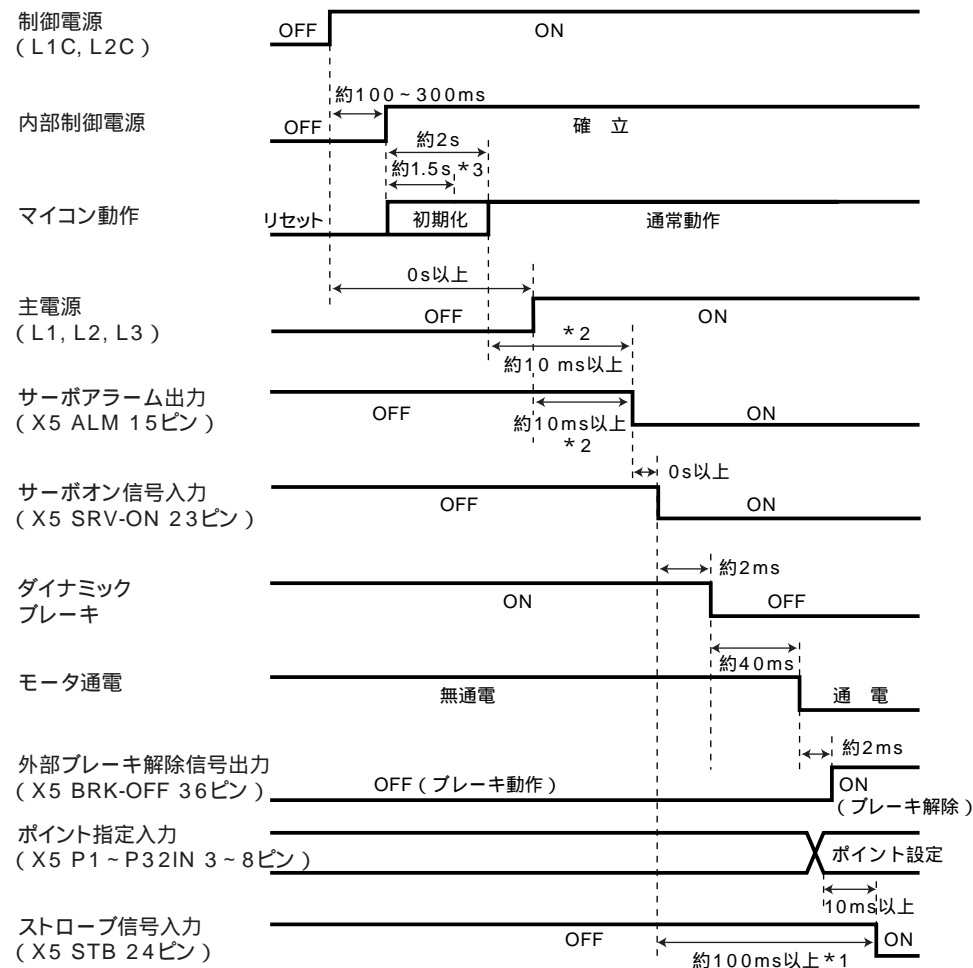 制御電源
( L1C, L2C )
OFF
ON
約100~300ms
内部制御電源
OFF
確 立
約2s
約1.5s *3
マイコン動作
リセット
初期化
通常動作
0s以上
主電源
( L1, L2, L3 )
OFF
ON
*2
約10 ms以上
サーボアラーム出力
( X5 ALM 15ピン )
OFF
ON
約10ms以上
*2
0s以上
サーボオン信号入力
( X5 SRV-ON 23ピン )
OFF
ON
約2ms
ダイナミック
ブレーキ
ON
OFF
約40ms
モータ通電
無通電
通 電
約2ms
外部ブレーキ解除信号出力
( X5 BRK-OFF 36ピン )
OFF ( ブレーキ動作 )
ON
( ブレーキ解除 )
ポイント指定入力
( X5 P1~P32IN 3~8ピン )
ポイント設定
10ms以上
ストローブ信号入力
( X5 STB 24ピン )
OFF
ON
約100ms以上*1